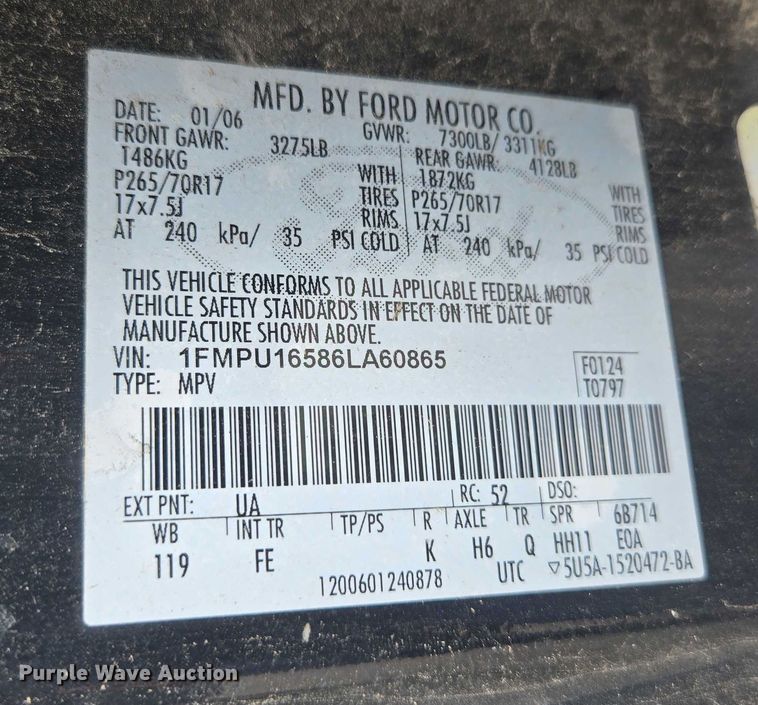 MFD. BY FORD MOTOR CO.
DATE: 01/06 GVWR: 7300LB/ 3311KG
FRONT GAWR: 3275LB REAR GAWR: 4128LB
1486KG WITH 1872KG WITH
P265/70R17 TIRES P265/70R17 TIRES
17x7.5J RIMS 17x7.5J RIMS
AT 240 kPa/ 35 PSI COLD AT 240 kPa/ 35 PSI COLD
THIS VEHICLE CONFORMS TO ALL APPLICABLE FEDERAL MOTOR
VEHICLE SAFETY STANDARDS IN EFFECT ON THE DATE OF
MANUFACTURE SHOWN ABOVE.
VIN: 1FMPU16586LA60865 F0124
TYPE: MPV T0797
EXT PNT: UA RC: 52 DSO:
WB INT TR TP/PS R AXLE TR SPR 6B714
119 FE K H6 Q HH11 E0A
1200601240878 UTC ▽5U5A-1520472-BA
Purple Wave Auction